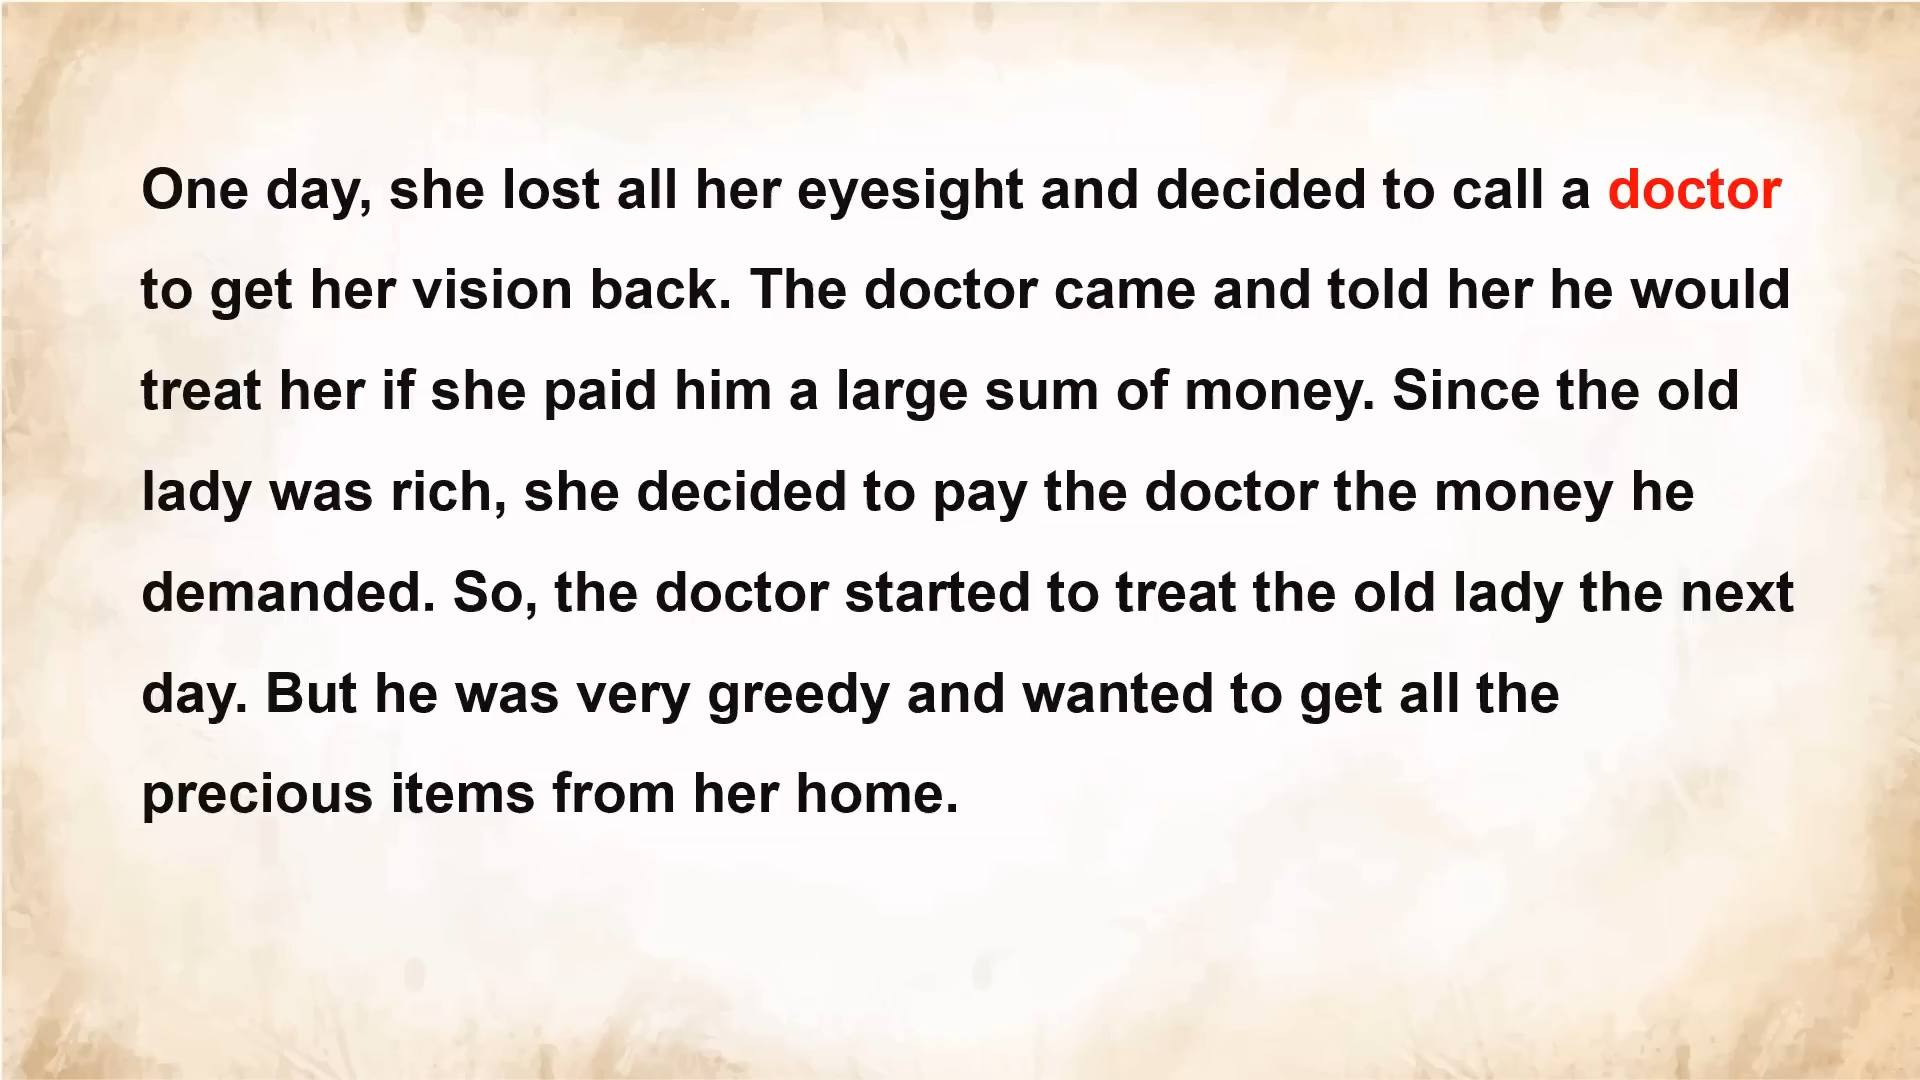 One day, she lost all her eyesight and decided to call a doctor
to get her vision back. The doctor came and told her he would
treat her if she paid him a large sum of money. Since the old
lady was rich, she decided to pay the doctor the money he
demanded. So, the doctor started to treat the old lady the next
day. But he was very greedy and wanted to get all the
precious items from her home.